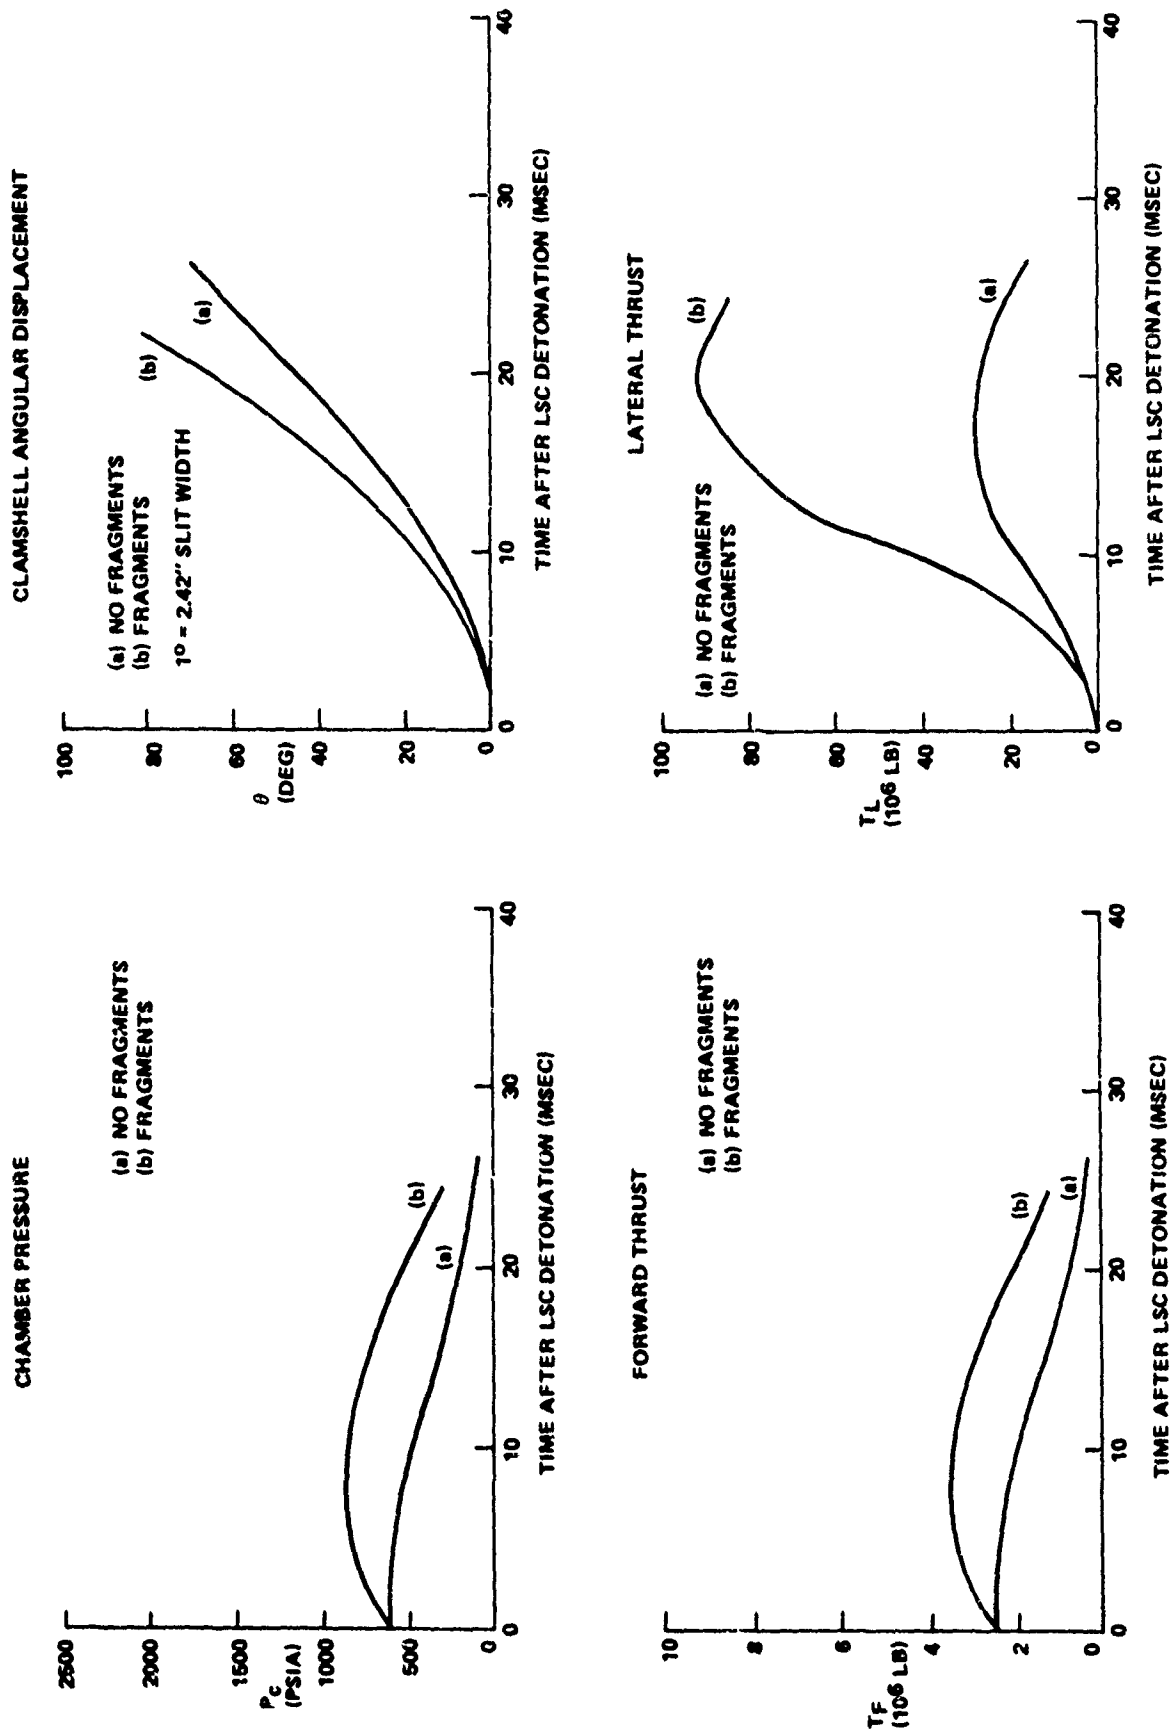 CHAMBER PRESSURE
2500
2000
1500
1000
500
0
Pc
(PSIA)
(a) NO FRAGMENTS
(b) FRAGMENTS
(b)
(a)
0
10
20
30
40
TIME AFTER LSC DETONATION (MSEC)
CLAMSHELL ANGULAR DISPLACEMENT
100
80
60
40
20
0
θ
(DEG)
(a) NO FRAGMENTS
(b) FRAGMENTS
1⁰ = 2.42" SLIT WIDTH
(b)
(a)
0
10
20
30
40
TIME AFTER LSC DETONATION (MSEC)
FORWARD THRUST
10
8
6
4
2
0
TF
(10⁶ LB)
(a) NO FRAGMENTS
(b) FRAGMENTS
(b)
(a)
0
10
20
30
40
TIME AFTER LSC DETONATION (MSEC)
LATERAL THRUST
100
80
60
40
20
0
TL
(10⁶ LB)
(a) NO FRAGMENTS
(b) FRAGMENTS
(b)
(a)
0
10
20
30
40
TIME AFTER LSC DETONATION (MSEC)